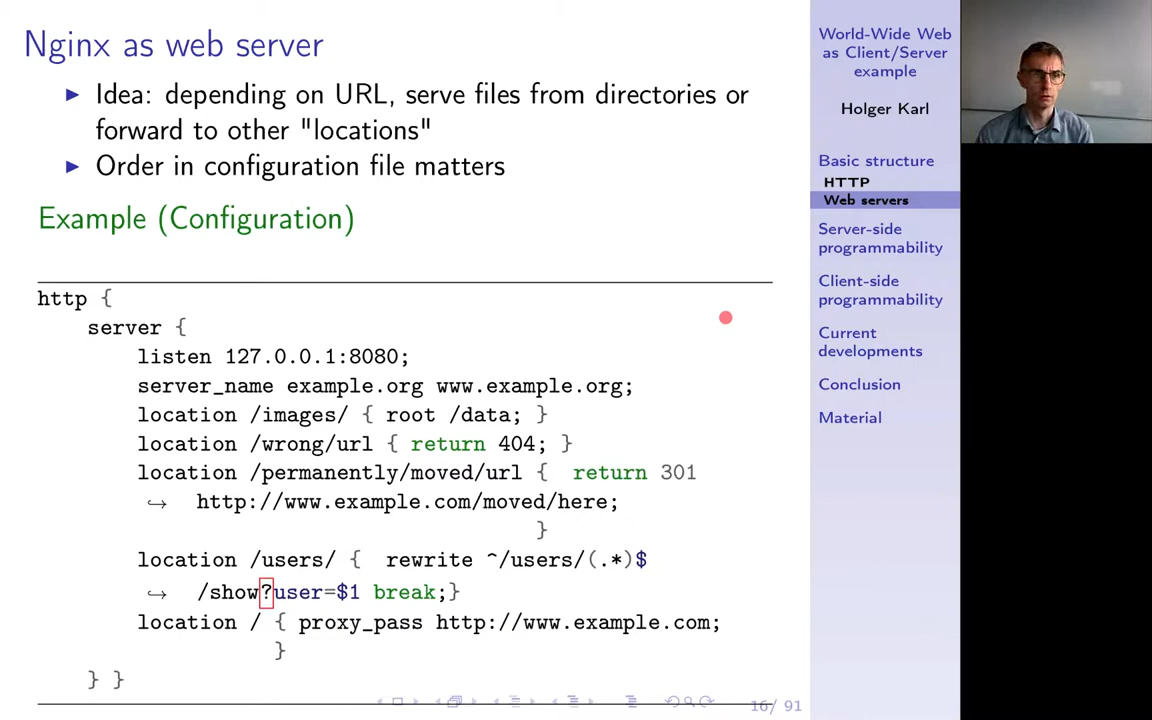 Nginx as web server
► Idea: depending on URL, serve files from directories or
forward to other "locations"
► Order in configuration file matters
Example (Configuration)
http {
server {
listen 127.0.0.1:8080;
server_name example.org www.example.org;
location /images/ { root /data; }
location /wrong/url { return 404; }
location /permanently/moved/url { return 301
↪ http://www.example.com/moved/here;
}
location /users/ { rewrite ^/users/(.*)$
↪ /show?user=$1 break;}
location / { proxy_pass http://www.example.com;
}
} }
16/ 91
World-Wide Web
as Client/Server
example
Holger Karl
Basic structure
HTTP
Web servers
Server-side
programmability
Client-side
programmability
Current
developments
Conclusion
Material